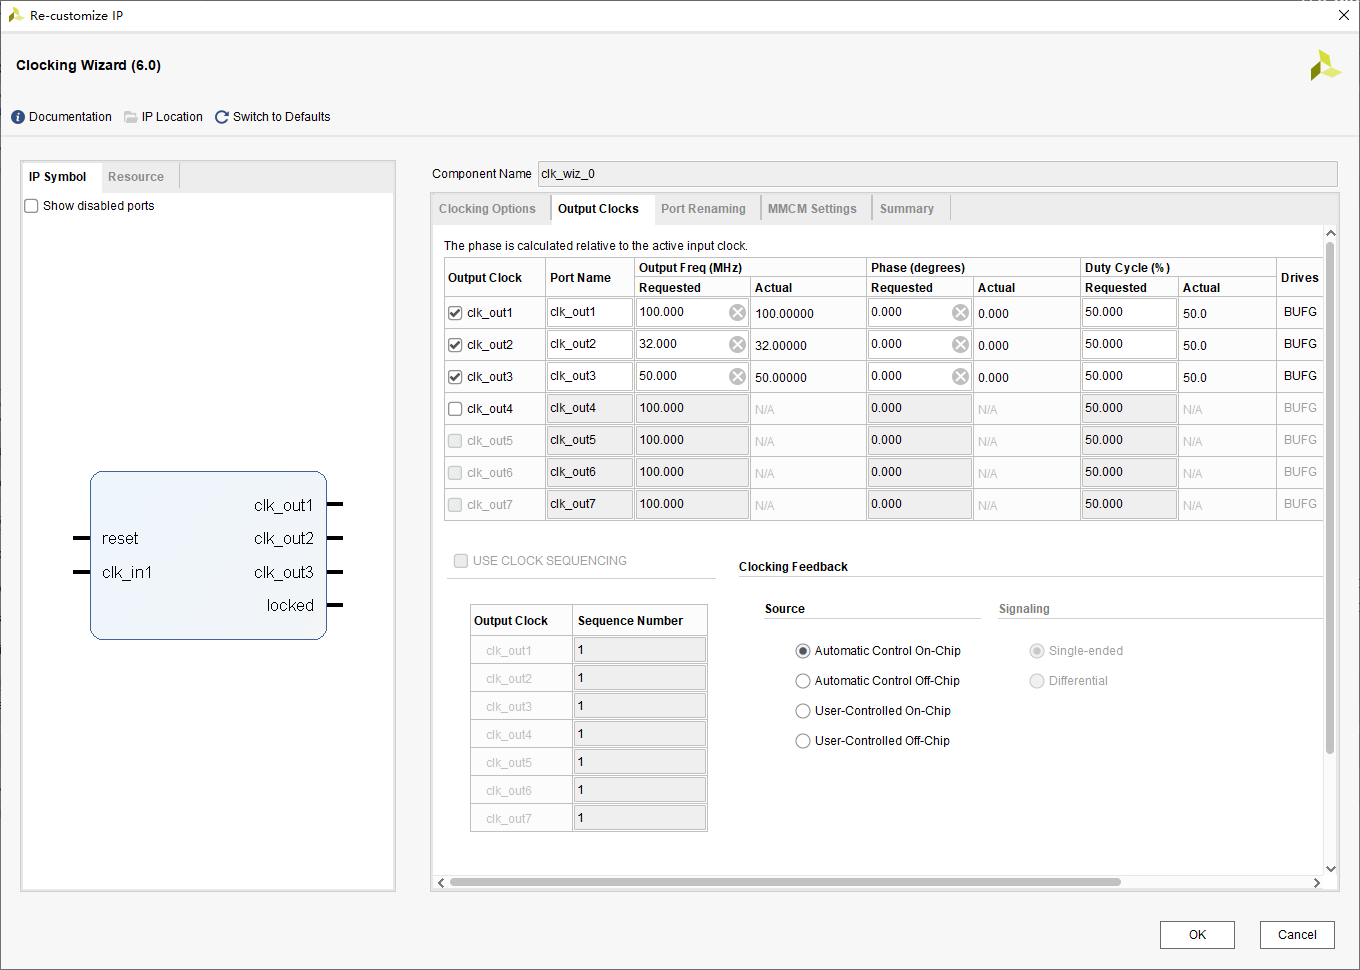 Re-customize IP
Clocking Wizard (6.0)
Documentation IP Location Switch to Defaults
IP Symbol Resource
Show disabled ports
reset
clk_in1
clk_out1
clk_out2
clk_out3
locked
Component Name clk_wiz_0
Clocking Options Output Clocks Port Renaming MMCM Settings Summary
The phase is calculated relative to the active input clock.
Output Clock Port Name Output Freq (MHz) Phase (degrees) Duty Cycle (%) Drives
Requested Actual Requested Actual Requested Actual
clk_out1 clk_out1 100.000 100.00000 0.000 0.000 50.000 50.0 BUFG
clk_out2 clk_out2 32.000 32.00000 0.000 0.000 50.000 50.0 BUFG
clk_out3 clk_out3 50.000 50.00000 0.000 0.000 50.000 50.0 BUFG
clk_out4 clk_out4 100.000 N/A 0.000 N/A 50.000 N/A BUFG
clk_out5 clk_out5 100.000 N/A 0.000 N/A 50.000 N/A BUFG
clk_out6 clk_out6 100.000 N/A 0.000 N/A 50.000 N/A BUFG
clk_out7 clk_out7 100.000 N/A 0.000 N/A 50.000 N/A BUFG
USE CLOCK SEQUENCING
Output Clock Sequence Number
clk_out1 1
clk_out2 1
clk_out3 1
clk_out4 1
clk_out5 1
clk_out6 1
clk_out7 1
Clocking Feedback
Source Signaling
Automatic Control On-Chip Single-ended
Automatic Control Off-Chip Differential
User-Controlled On-Chip
User-Controlled Off-Chip
OK Cancel